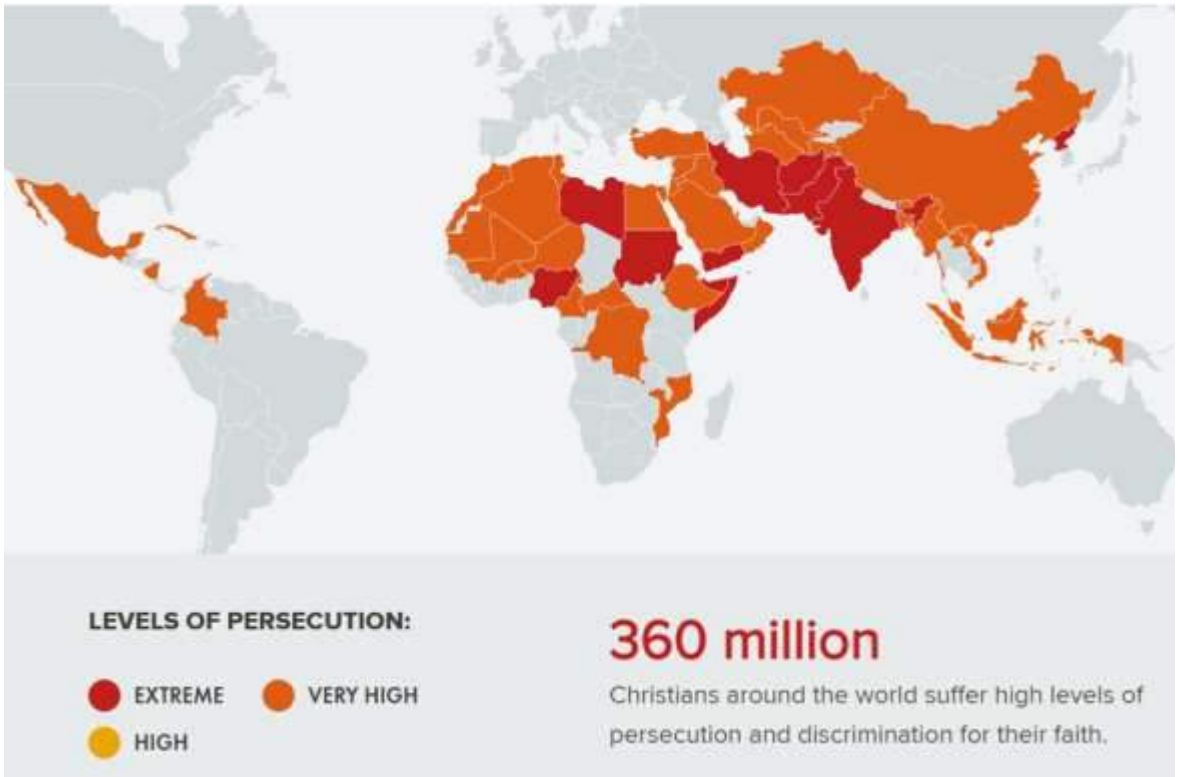 LEVELS OF PERSECUTION:
EXTREME
VERY HIGH
HIGH
360 million
Christians around the world suffer high levels of
persecution and discrimination for their faith.